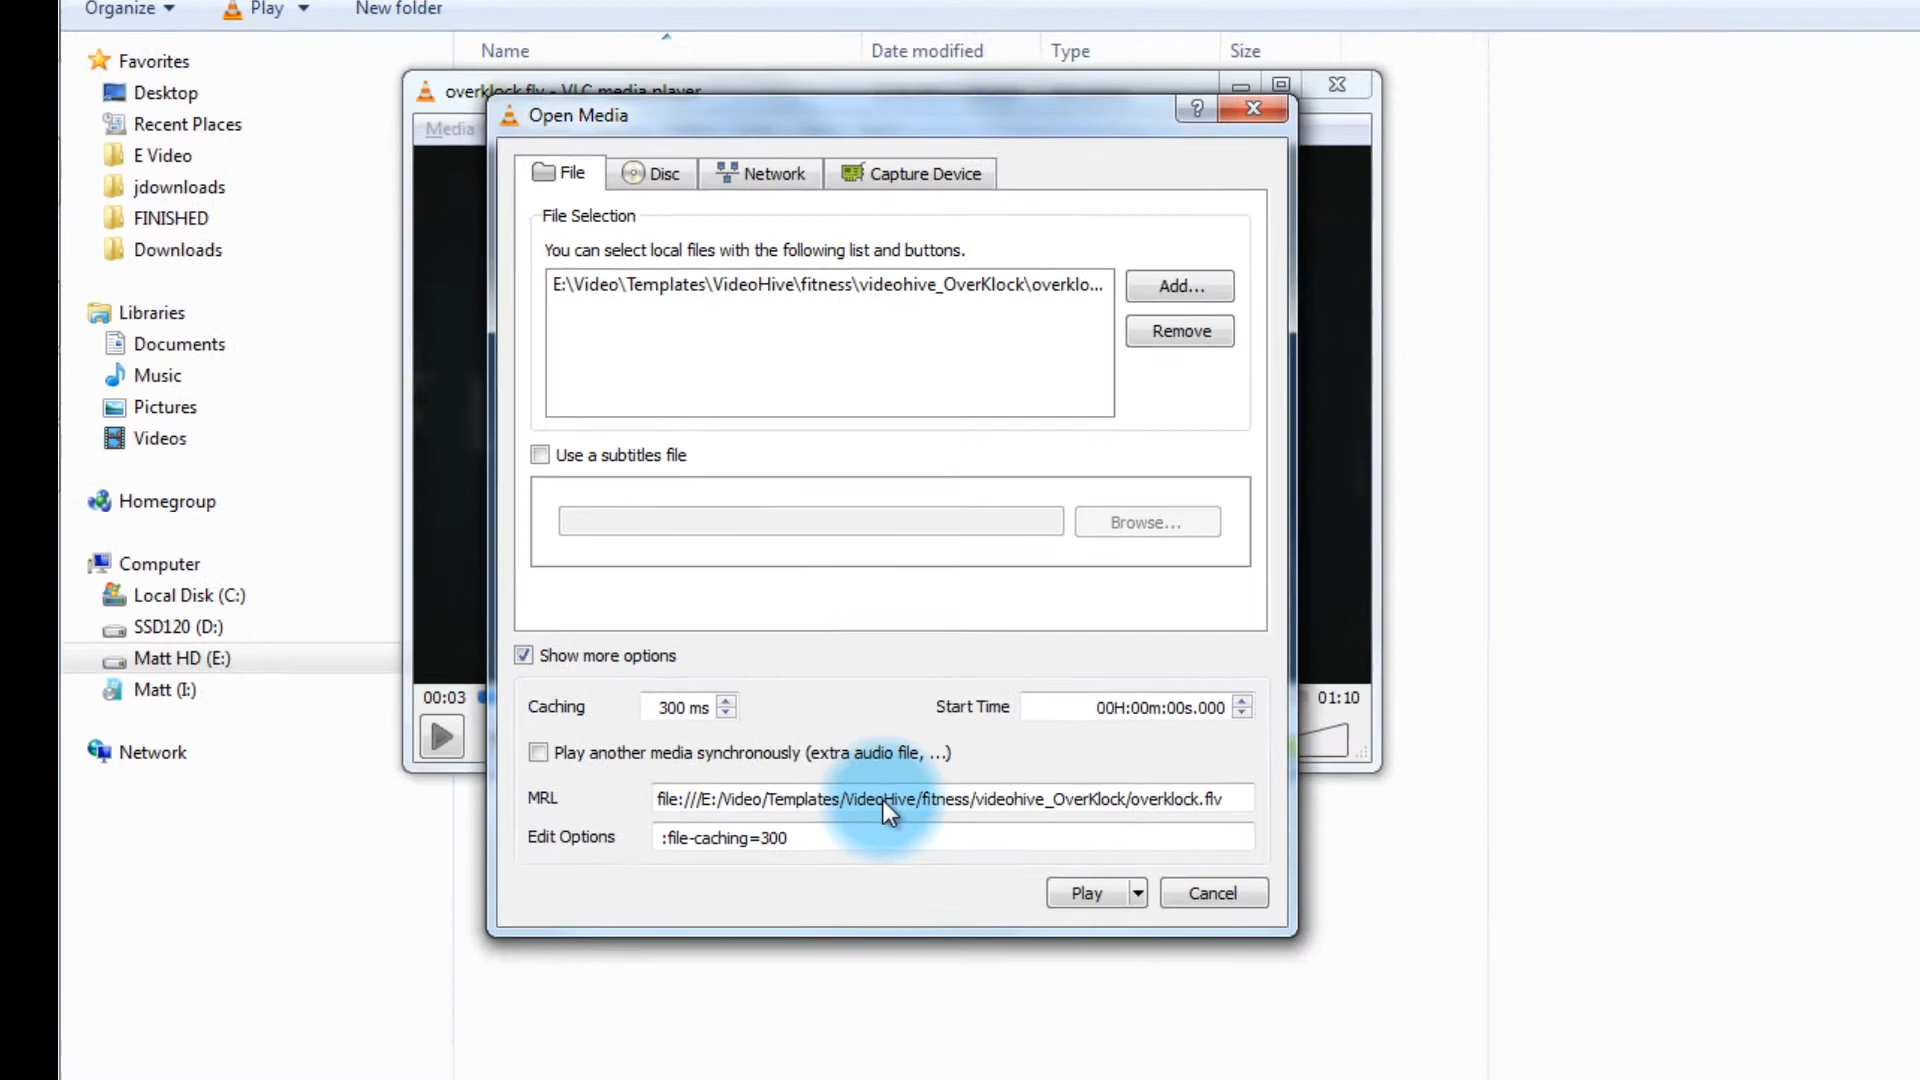 Organize Play New folder
Name Date modified Type Size
Favorites
Desktop
Recent Places
E Video
jdownloads
FINISHED
Downloads
Libraries
Documents
Music
Pictures
Videos
Homegroup
Computer
Local Disk (C:)
SSD120 (D:)
Matt HD (E:)
Matt (I:)
Network
overklock.flv - VLC media player
Media
Open Media
?
File Disc Network Capture Device
File Selection
You can select local files with the following list and buttons.
E:\Video\Templates\VideoHive\fitness\videohive_OverKlock\overklo...
Add...
Remove
Use a subtitles file
Browse...
Show more options
Caching 300 ms Start Time 00H:00m:00s.000
Play another media synchronously (extra audio file, ...)
MRL file:///E:/Video/Templates/VideoHive/fitness/videohive_OverKlock/overklock.flv
Edit Options :file-caching=300
Play Cancel
00:03 01:10